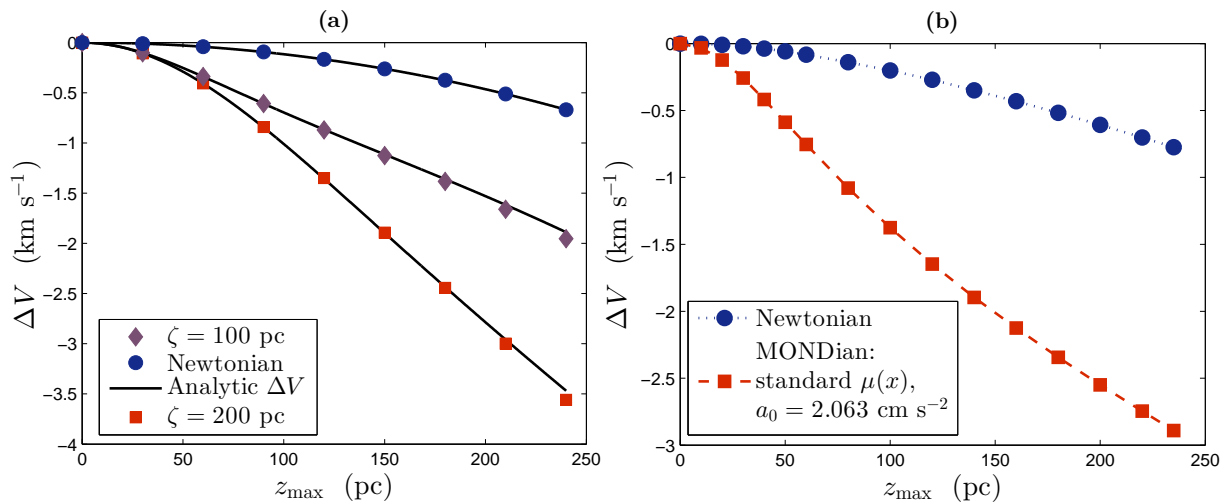 (a)
0
−0.5
−1
−1.5
−2
−2.5
−3
−3.5
−4
ΔV (km s⁻¹)
ζ = 100 pc
Newtonian
Analytic ΔV
ζ = 200 pc
0 50 100 150 200 250
z_max (pc)
(b)
0
−0.5
−1
−1.5
−2
−2.5
−3
ΔV (km s⁻¹)
Newtonian
MONDian:
standard μ(x),
a₀ = 2.063 cm s⁻²
0 50 100 150 200 250
z_max (pc)